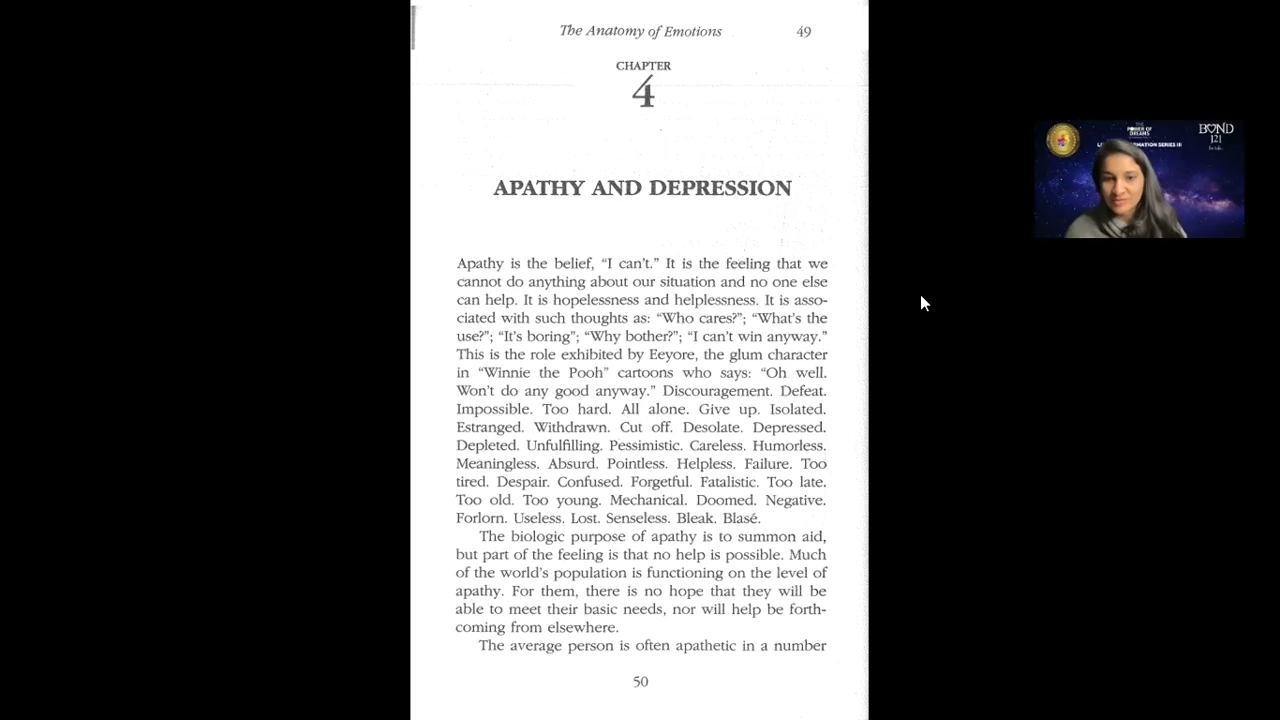 The Anatomy of Emotions 49
CHAPTER
4
APATHY AND DEPRESSION
Apathy is the belief, “I can’t.” It is the feeling that we
cannot do anything about our situation and no one else
can help. It is hopelessness and helplessness. It is asso-
ciated with such thoughts as: “Who cares?”; “What’s the
use?”; “It’s boring”; “Why bother?”; “I can’t win anyway.”
This is the role exhibited by Eeyore, the glum character
in “Winnie the Pooh” cartoons who says: “Oh well.
Won’t do any good anyway.” Discouragement. Defeat.
Impossible. Too hard. All alone. Give up. Isolated.
Estranged. Withdrawn. Cut off. Desolate. Depressed.
Depleted. Unfulfilling. Pessimistic. Careless. Humorless.
Meaningless. Absurd. Pointless. Helpless. Failure. Too
tired. Despair. Confused. Forgetful. Fatalistic. Too late.
Too old. Too young. Mechanical. Doomed. Negative.
Forlorn. Useless. Lost. Senseless. Bleak. Blasé.
The biologic purpose of apathy is to summon aid,
but part of the feeling is that no help is possible. Much
of the world’s population is functioning on the level of
apathy. For them, there is no hope that they will be
able to meet their basic needs, nor will help be forth-
coming from elsewhere.
The average person is often apathetic in a number
50
THE
POWER OF
DREAMS
SERIES III
BOND
121